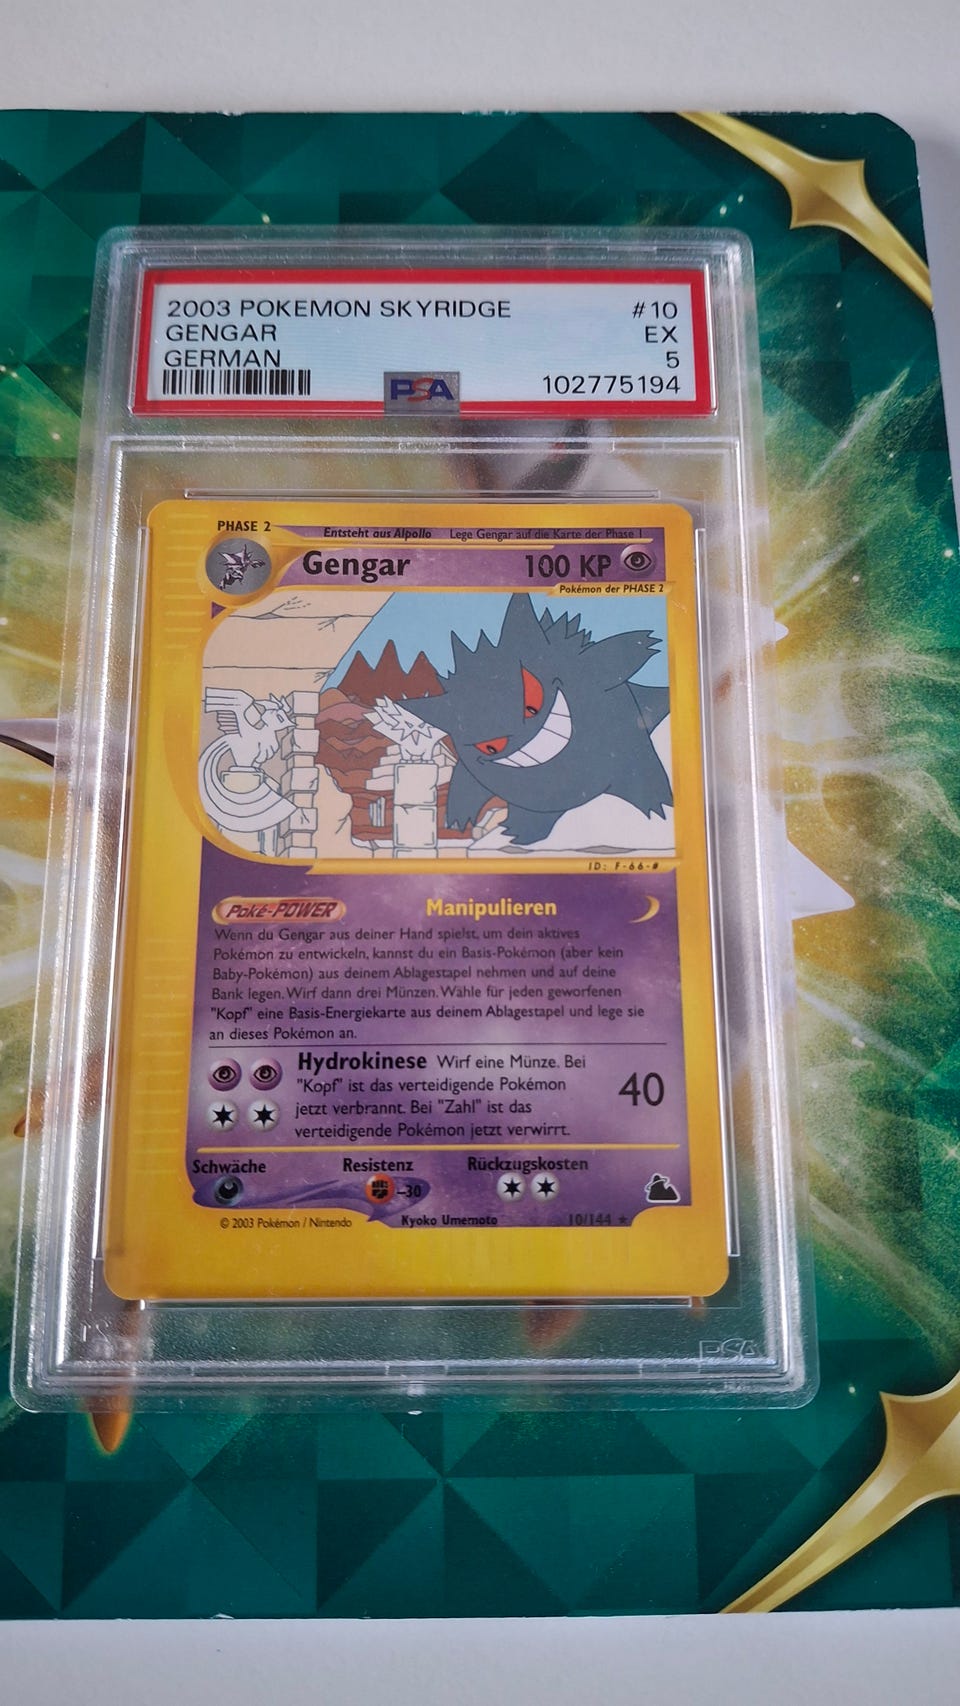 2003 POKEMON SKYRIDGE #10
GENGAR EX
GERMAN 5
PSA 102775194
PHASE 2 Entsteht aus Alpollo Lege Gengar auf die Karte der Phase 1
Gengar 100 KP
Pokémon der PHASE 2
ID: F-66-#
Poké-POWER Manipulieren
Wenn du Gengar aus deiner Hand spielst, um dein aktives
Pokémon zu entwickeln, kannst du ein Basis-Pokémon (aber kein
Baby-Pokémon) aus deinem Ablagestapel nehmen und auf deine
Bank legen. Wirf dann drei Münzen. Wähle für jeden geworfenen
"Kopf" eine Basis-Energiekarte aus deinem Ablagestapel und lege sie
an dieses Pokémon an.
Hydrokinese Wirf eine Münze. Bei
"Kopf" ist das verteidigende Pokémon
jetzt verbrannt. Bei "Zahl" ist das
verteidigende Pokémon jetzt verwirrt.
40
Schwäche Resistenz Rückzugskosten
-30
© 2003 Pokémon / Nintendo Kyoko Umemoto 10/144 ★
PSA